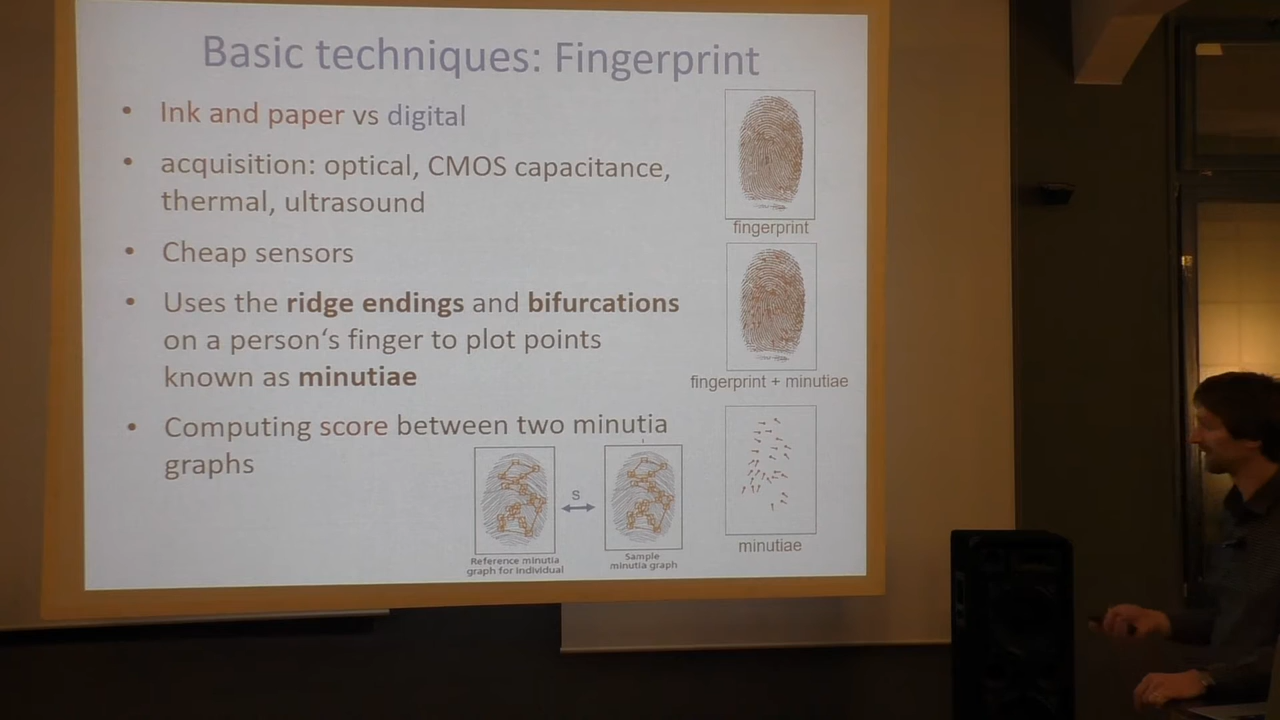 Basic techniques: Fingerprint
• Ink and paper vs digital
• acquisition: optical, CMOS capacitance,
thermal, ultrasound
• Cheap sensors
• Uses the ridge endings and bifurcations
on a person‘s finger to plot points
known as minutiae
• Computing score between two minutia
graphs
fingerprint
fingerprint + minutiae
minutiae
s
Reference minutia
graph for individual
Sample
minutia graph